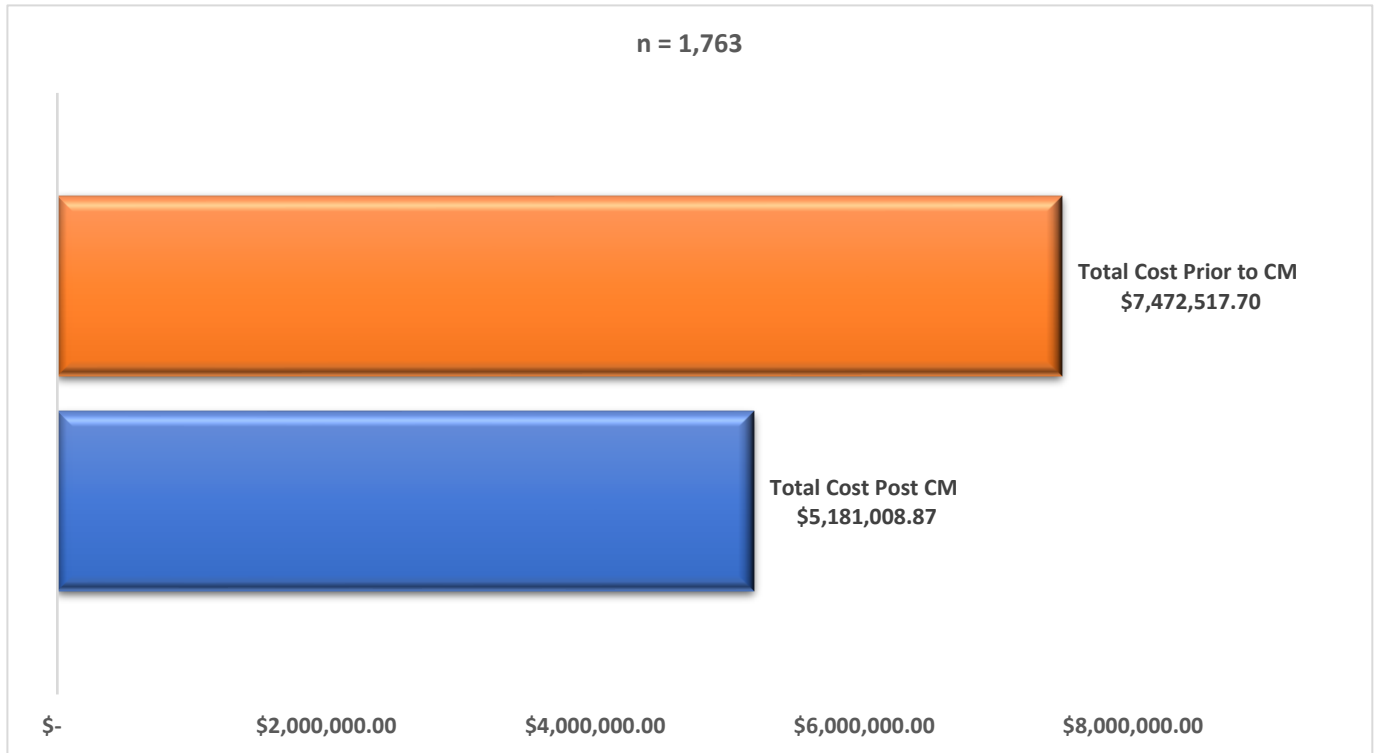 n = 1,763
Total Cost Prior to CM
$7,472,517.70
Total Cost Post CM
$5,181,008.87
$- $2,000,000.00 $4,000,000.00 $6,000,000.00 $8,000,000.00